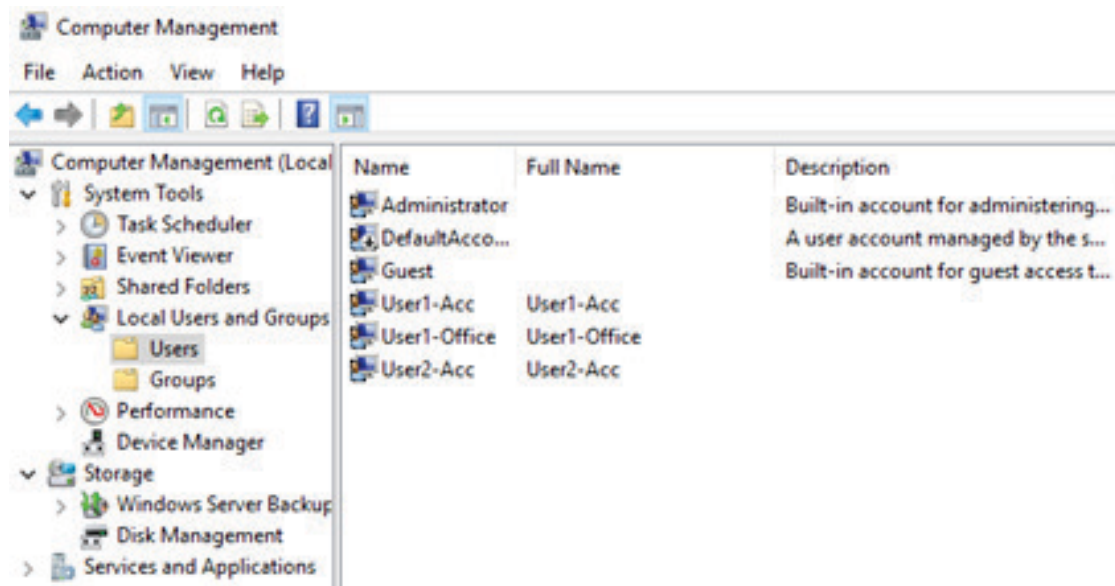 Computer Management
File Action View Help
Computer Management (Local
System Tools
Task Scheduler
Event Viewer
Shared Folders
Local Users and Groups
Users
Groups
Performance
Device Manager
Storage
Windows Server Backup
Disk Management
Services and Applications
Name Full Name Description
Administrator Built-in account for administering...
DefaultAcco... A user account managed by the s...
Guest Built-in account for guest access t...
User1-Acc User1-Acc
User1-Office User1-Office
User2-Acc User2-Acc